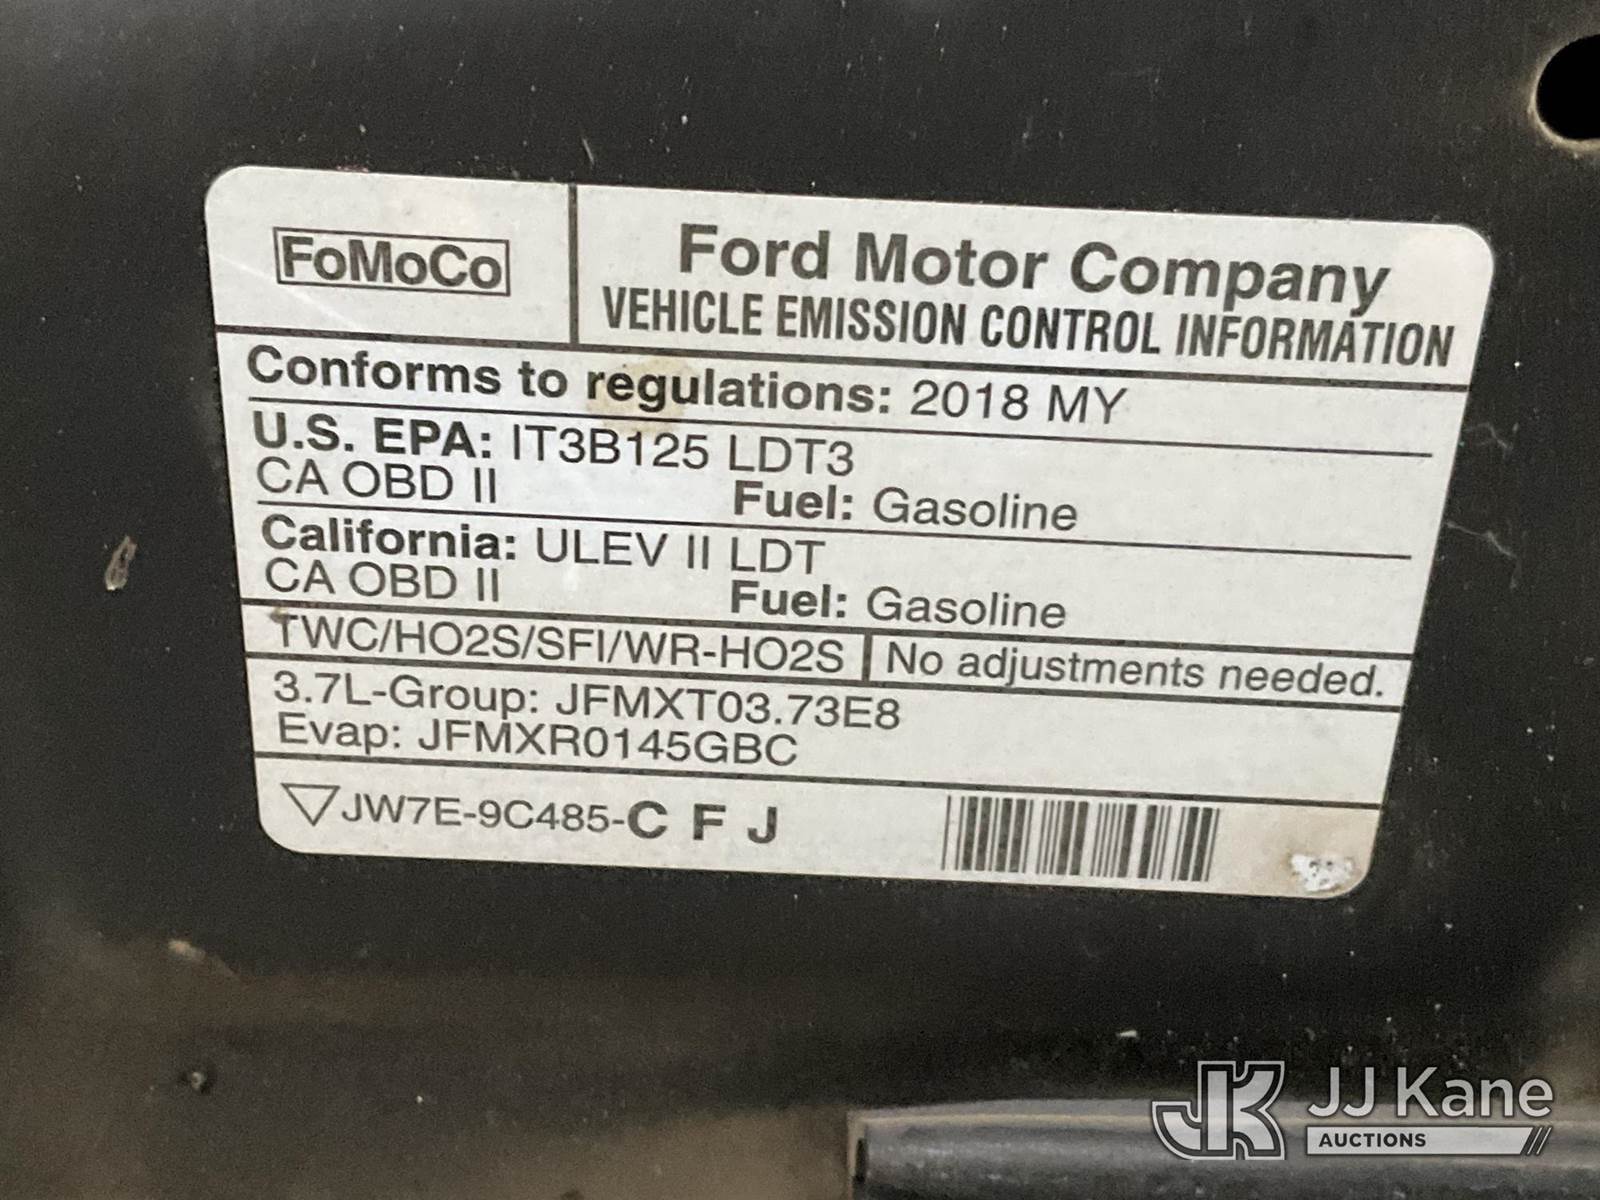 FoMoCo
Ford Motor Company
VEHICLE EMISSION CONTROL INFORMATION
Conforms to regulations: 2018 MY
U.S. EPA: IT3B125 LDT3
CA OBD II Fuel: Gasoline
California: ULEV II LDT
CA OBD II Fuel: Gasoline
TWC/HO2S/SFI/WR-HO2S No adjustments needed.
3.7L-Group: JFMXT03.73E8
Evap: JFMXR0145GBC
JW7E-9C485-C F J
JK JJ Kane
AUCTIONS